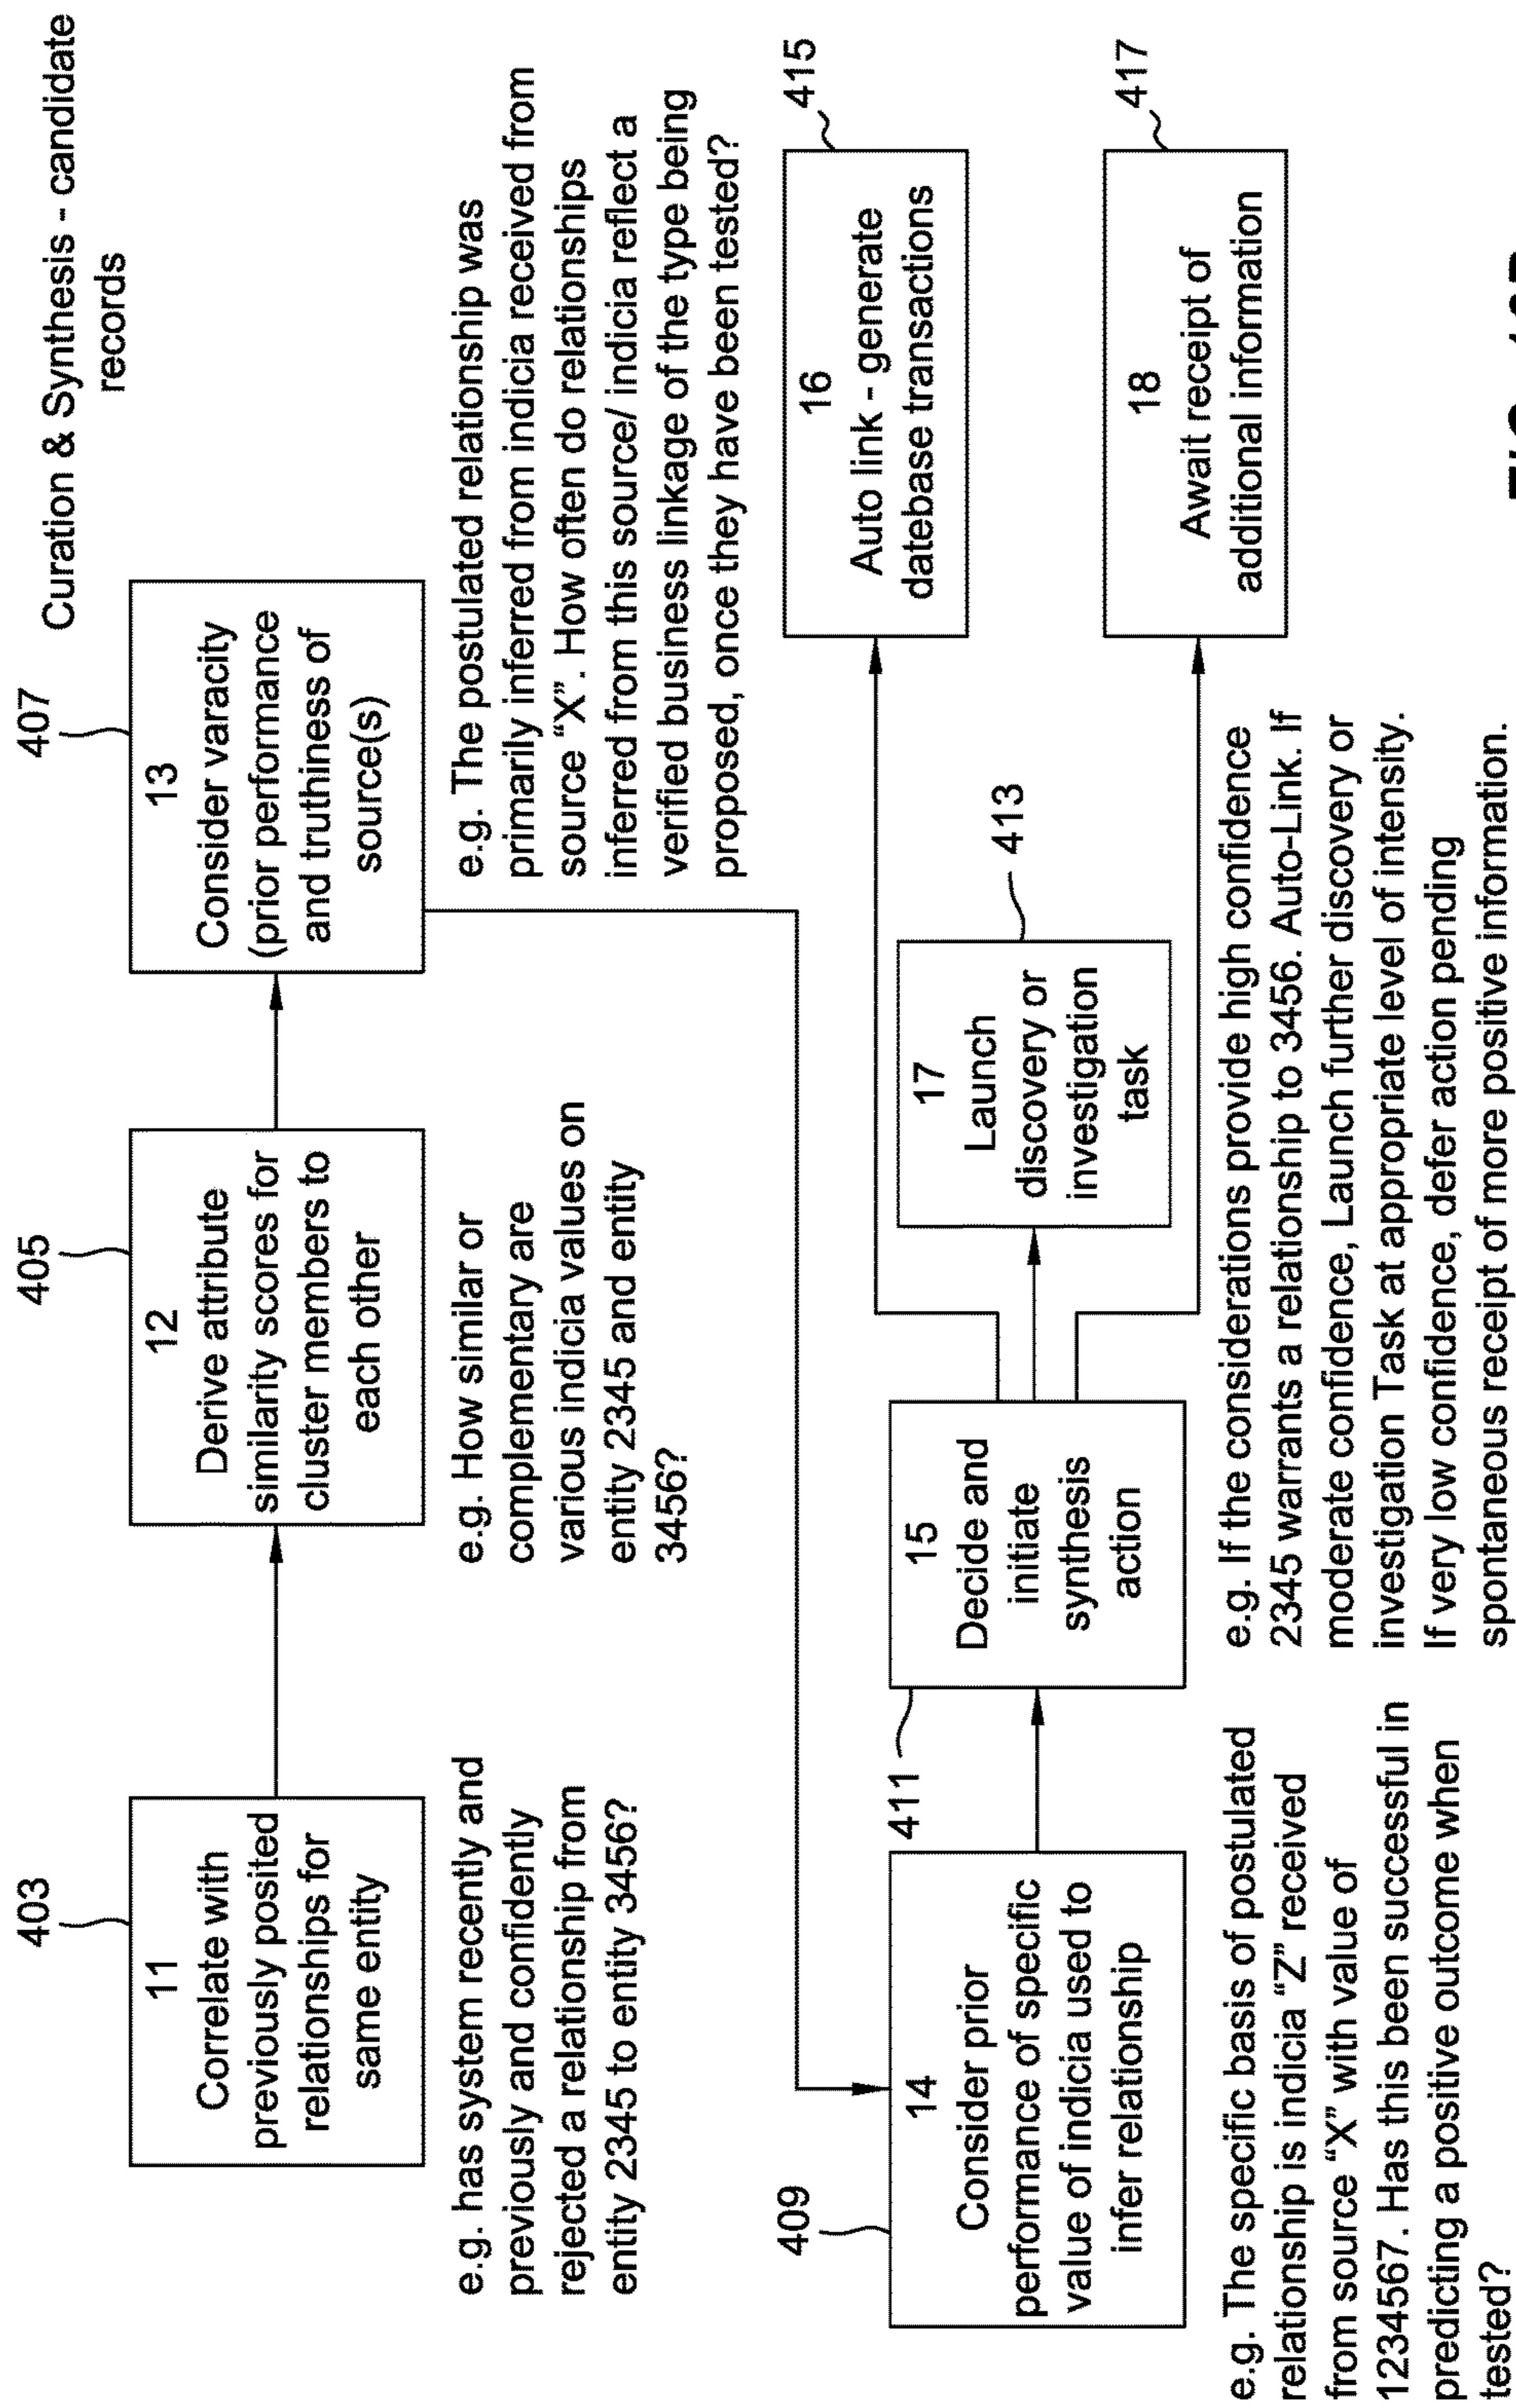 Curation & Synthesis - candidate
records
403
11
Correlate with
previously posited
relationships for
same entity
e.g. has system recently and
previously and confidently
rejected a relationship from
entity 2345 to entity 3456?
405
12
Derive attribute
similarity scores for
cluster members to
each other
e.g. How similar or
complementary are
various indicia values on
entity 2345 and entity
3456?
407
13
Consider varacity
(prior performance
and truthiness of
source(s)
e.g. The postulated relationship was
primarily inferred from indicia received from
source “X”. How often do relationships
inferred from this source/ indicia reflect a
verified business linkage of the type being
proposed, once they have been tested?
409
14
Consider prior
performance of specific
value of indicia used to
infer relationship
e.g. The specific basis of postulated
relationship is indicia “Z” received
from source “X” with value of
1234567. Has this been successful in
predicting a positive outcome when
tested?
411
15
Decide and
initiate
synthesis
action
e.g. If the considerations provide high confidence
2345 warrants a relationship to 3456. Auto-Link. If
moderate confidence, Launch further discovery or
investigation Task at appropriate level of intensity.
If very low confidence, defer action pending
spontaneous receipt of more positive information.
413
17
Launch
discovery or
investigation
task
415
16
Auto link - generate
datebase transactions
417
18
Await receipt of
additional information